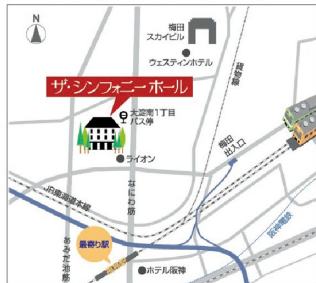 N
梅田
スカイビル
ウェスティンホテル
ザ・シンフォニーホール
大淀南1丁目
バス停
梅田
出入口
ライオン
JR東海道本線
なにわ筋
あみだ池筋
阪神電鉄
最寄り駅
ホテル阪神